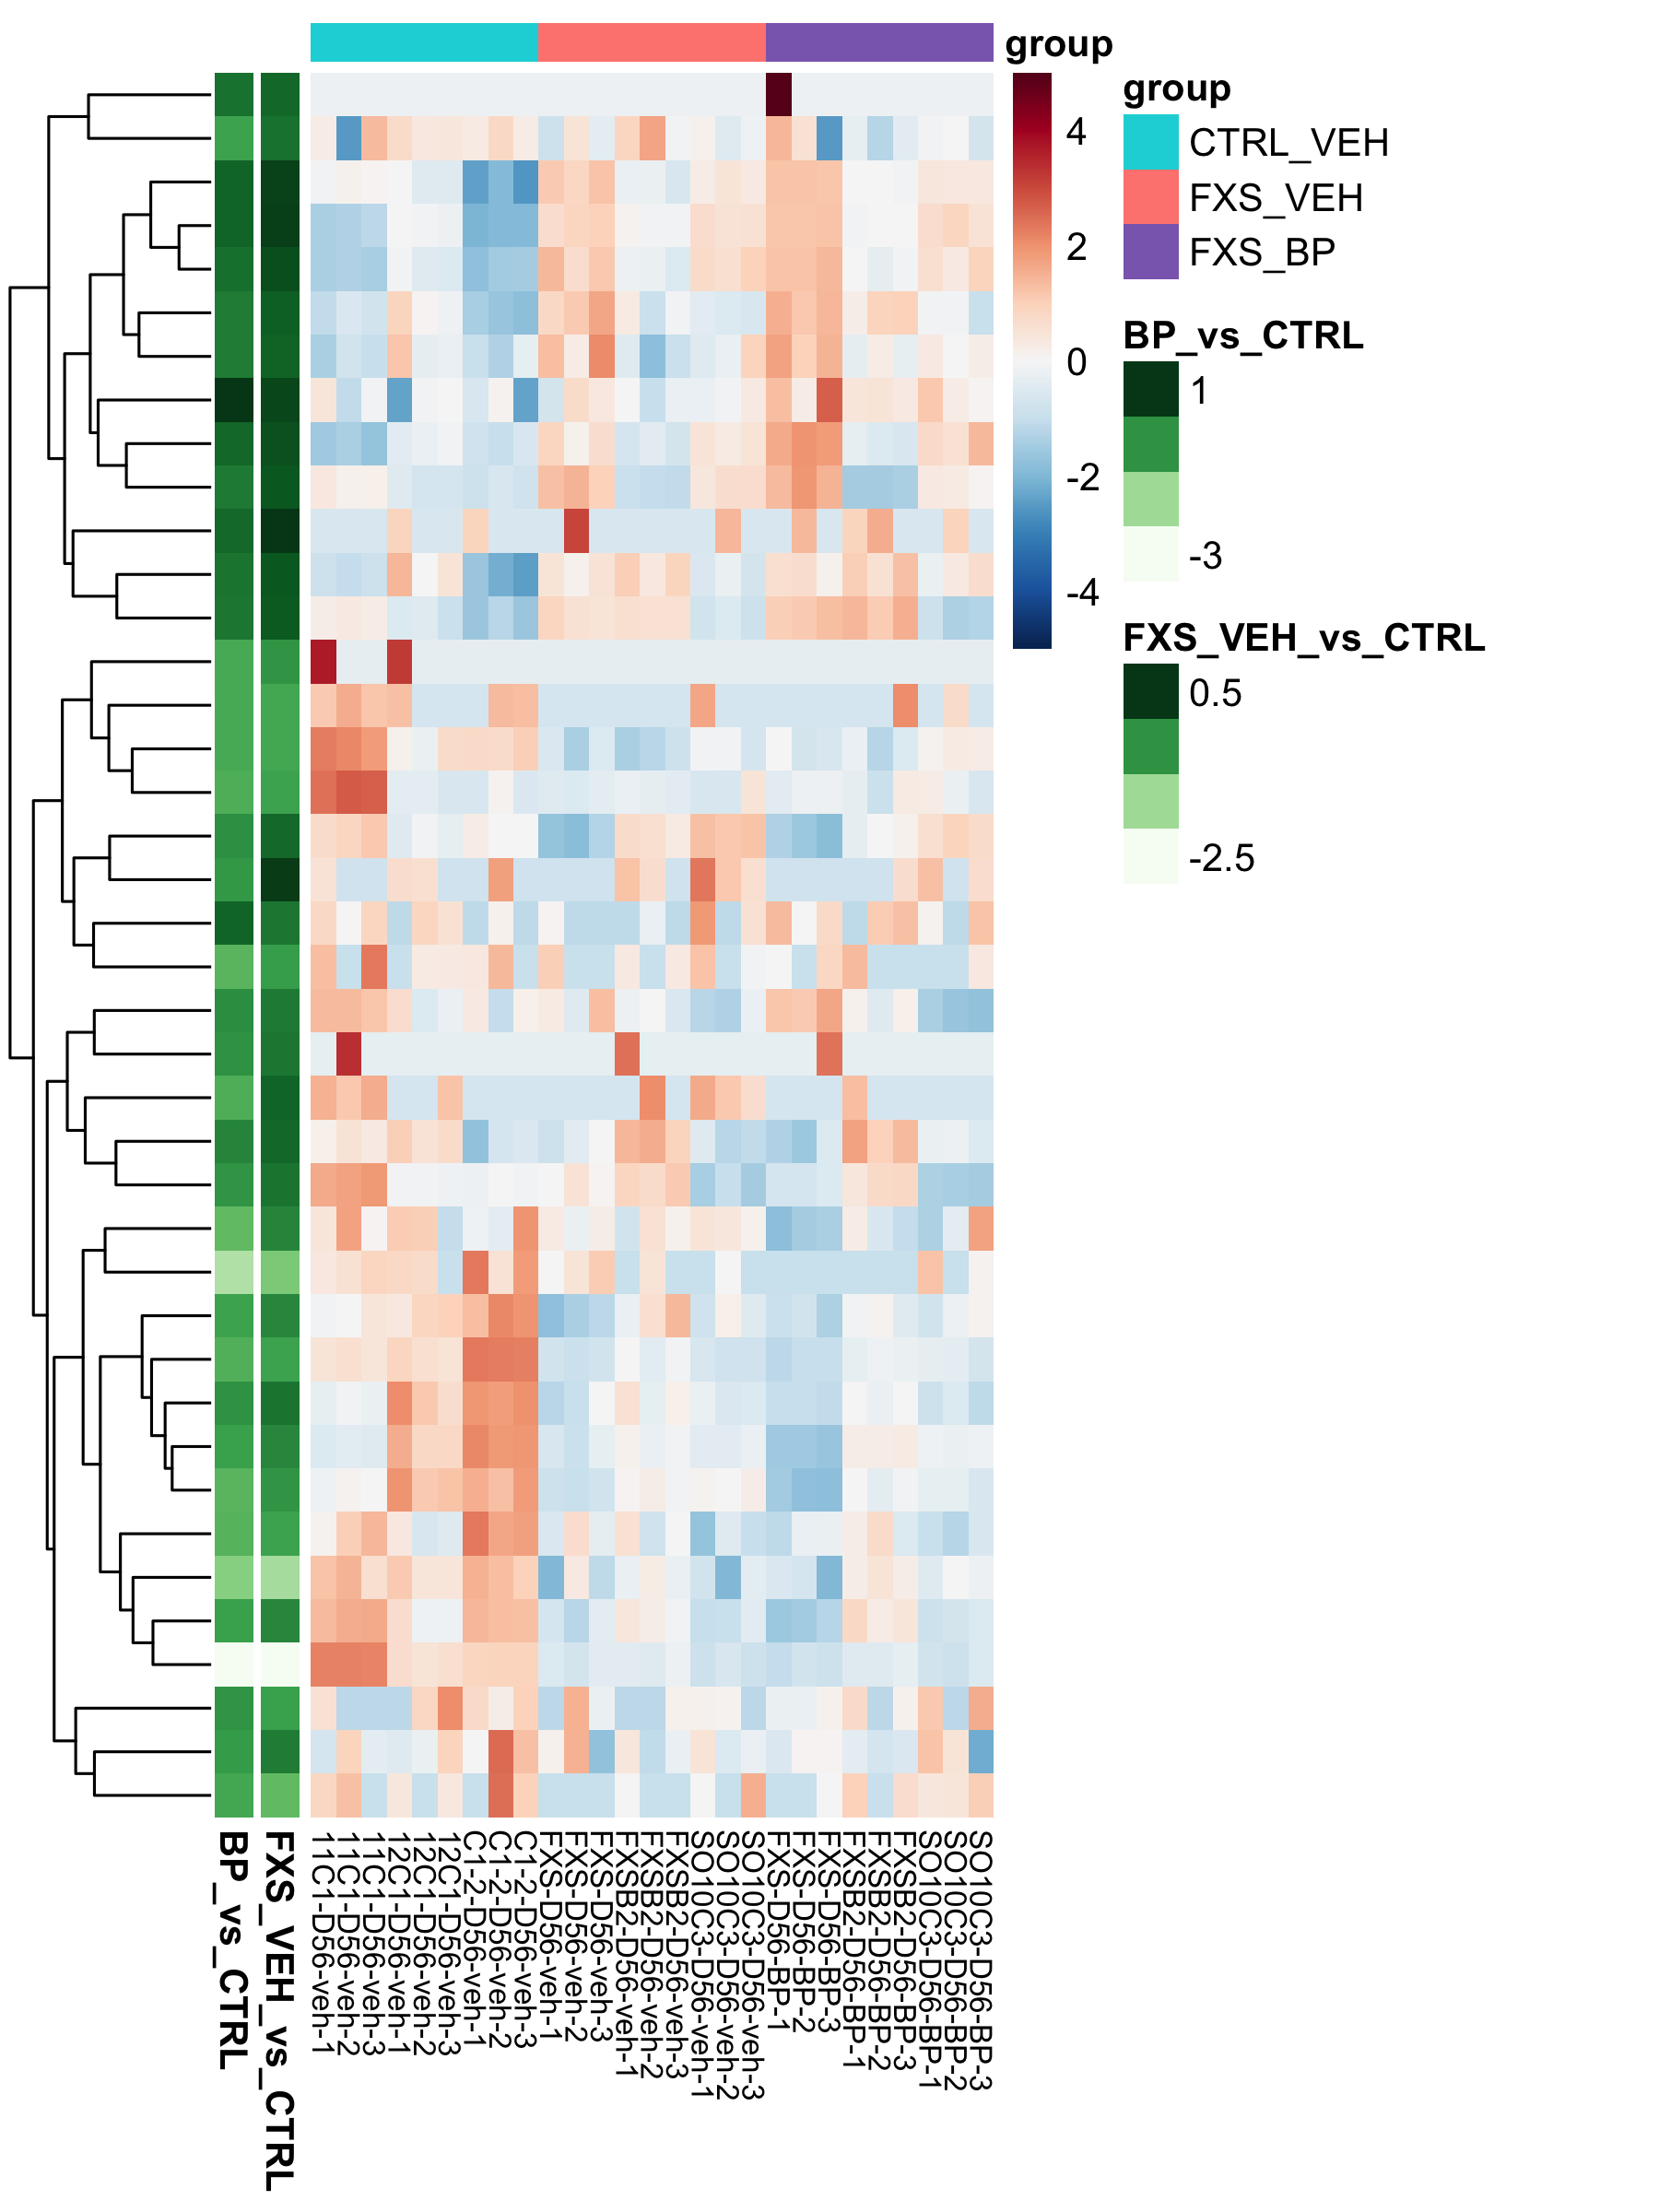 group
4
2
0
-2
-4
group
CTRL_VEH
FXS_VEH
FXS_BP
BP_vs_CTRL
1
-3
FXS_VEH_vs_CTRL
0.5
-2.5
BP_vs_CTRL
FXS_VEH_vs_CTRL
11C1-D56-veh-1
11C1-D56-veh-2
11C1-D56-veh-3
12C1-D56-veh-1
12C1-D56-veh-2
12C1-D56-veh-3
C1-2-D56-veh-1
C1-2-D56-veh-2
C1-2-D56-veh-3
FXS-D56-veh-1
FXS-D56-veh-2
FXS-D56-veh-3
FXSB2-D56-veh-1
FXSB2-D56-veh-2
FXSB2-D56-veh-3
SO10C3-D56-veh-1
SO10C3-D56-veh-2
SO10C3-D56-veh-3
FXS-D56-BP-1
FXS-D56-BP-2
FXS-D56-BP-3
FXSB2-D56-BP-1
FXSB2-D56-BP-2
FXSB2-D56-BP-3
SO10C3-D56-BP-1
SO10C3-D56-BP-2
SO10C3-D56-BP-3